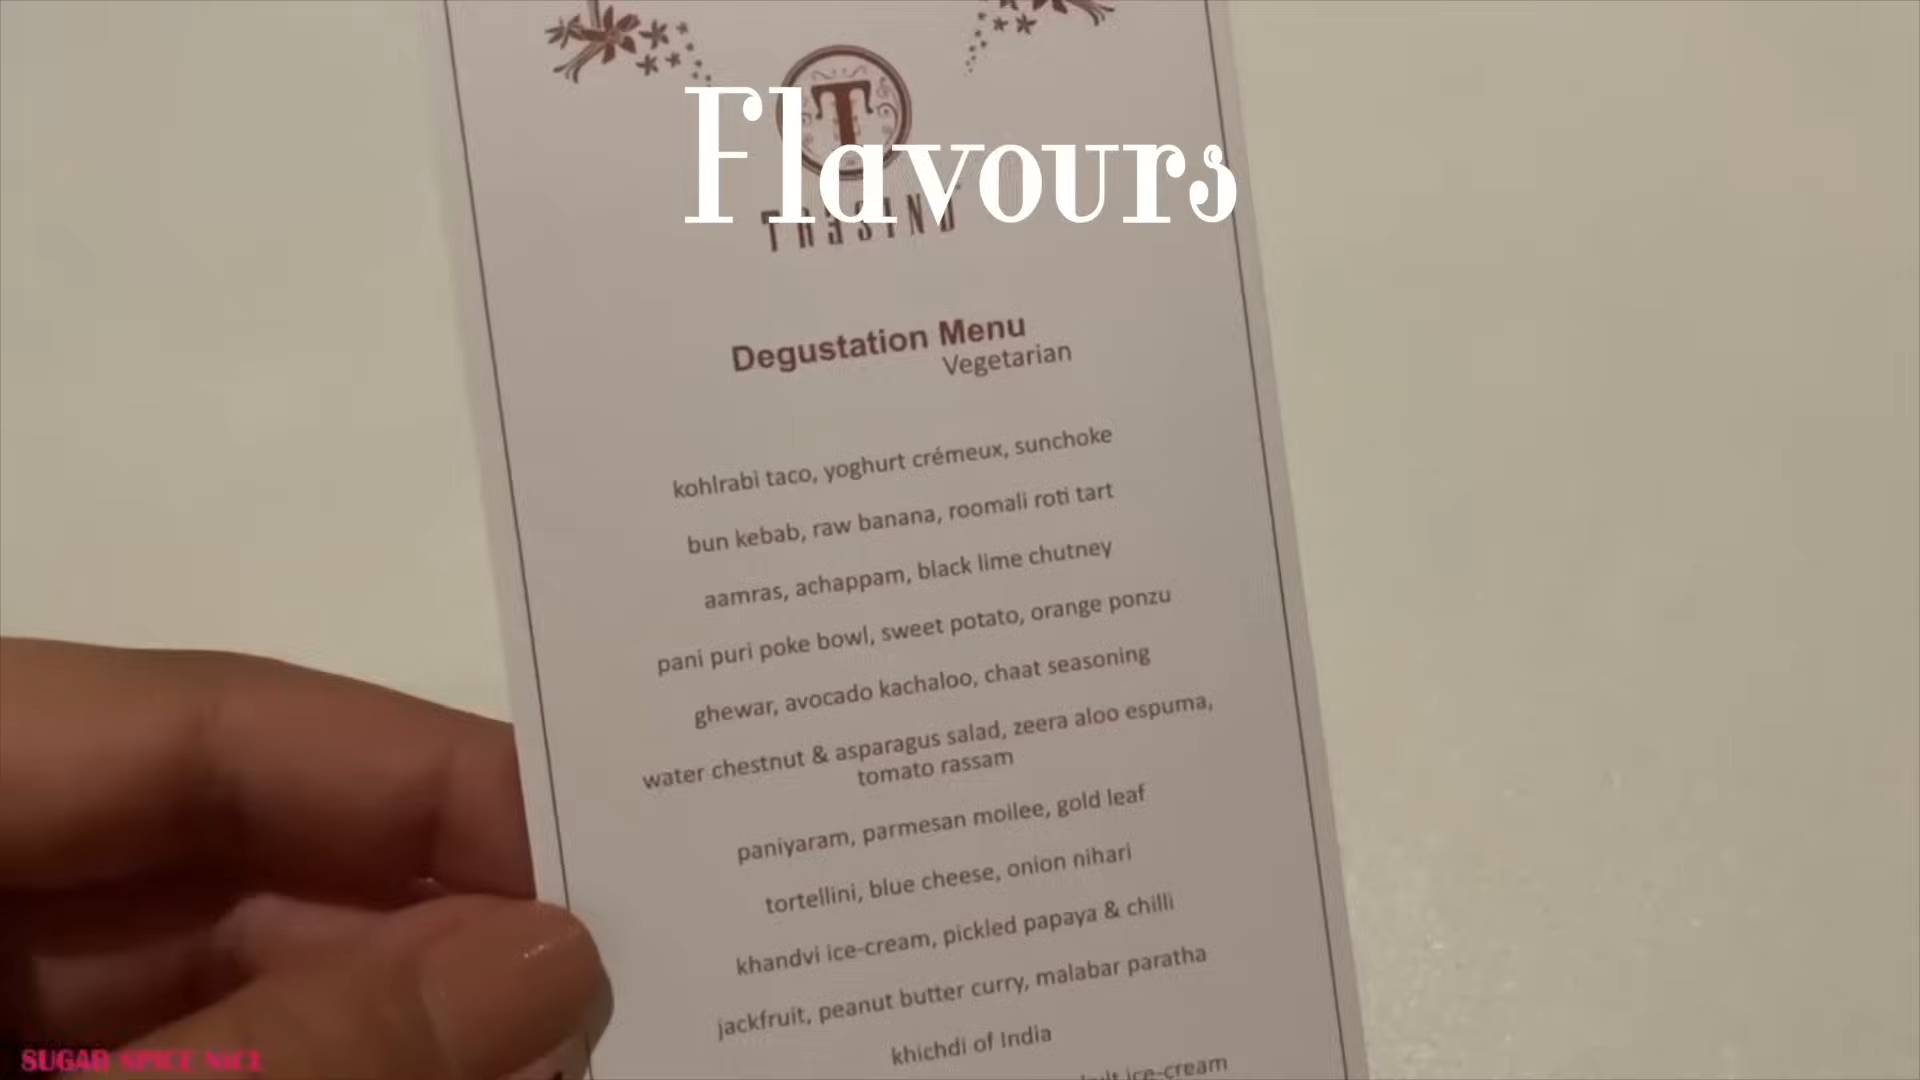 T
Flavours
TRƏSIND
Degustation Menu
Vegetarian
kohlrabi taco, yoghurt crémeux, sunchoke
bun kebab, raw banana, roomali roti tart
aamras, achappam, black lime chutney
pani puri poke bowl, sweet potato, orange ponzu
ghewar, avocado kachaloo, chaat seasoning
water chestnut & asparagus salad, zeera aloo espuma,
tomato rassam
paniyaram, parmesan moilee, gold leaf
tortellini, blue cheese, onion nihari
khandvi ice-cream, pickled papaya & chilli
jackfruit, peanut butter curry, malabar paratha
khichdi of India
ice-cream
SUGAR SPICE NICE